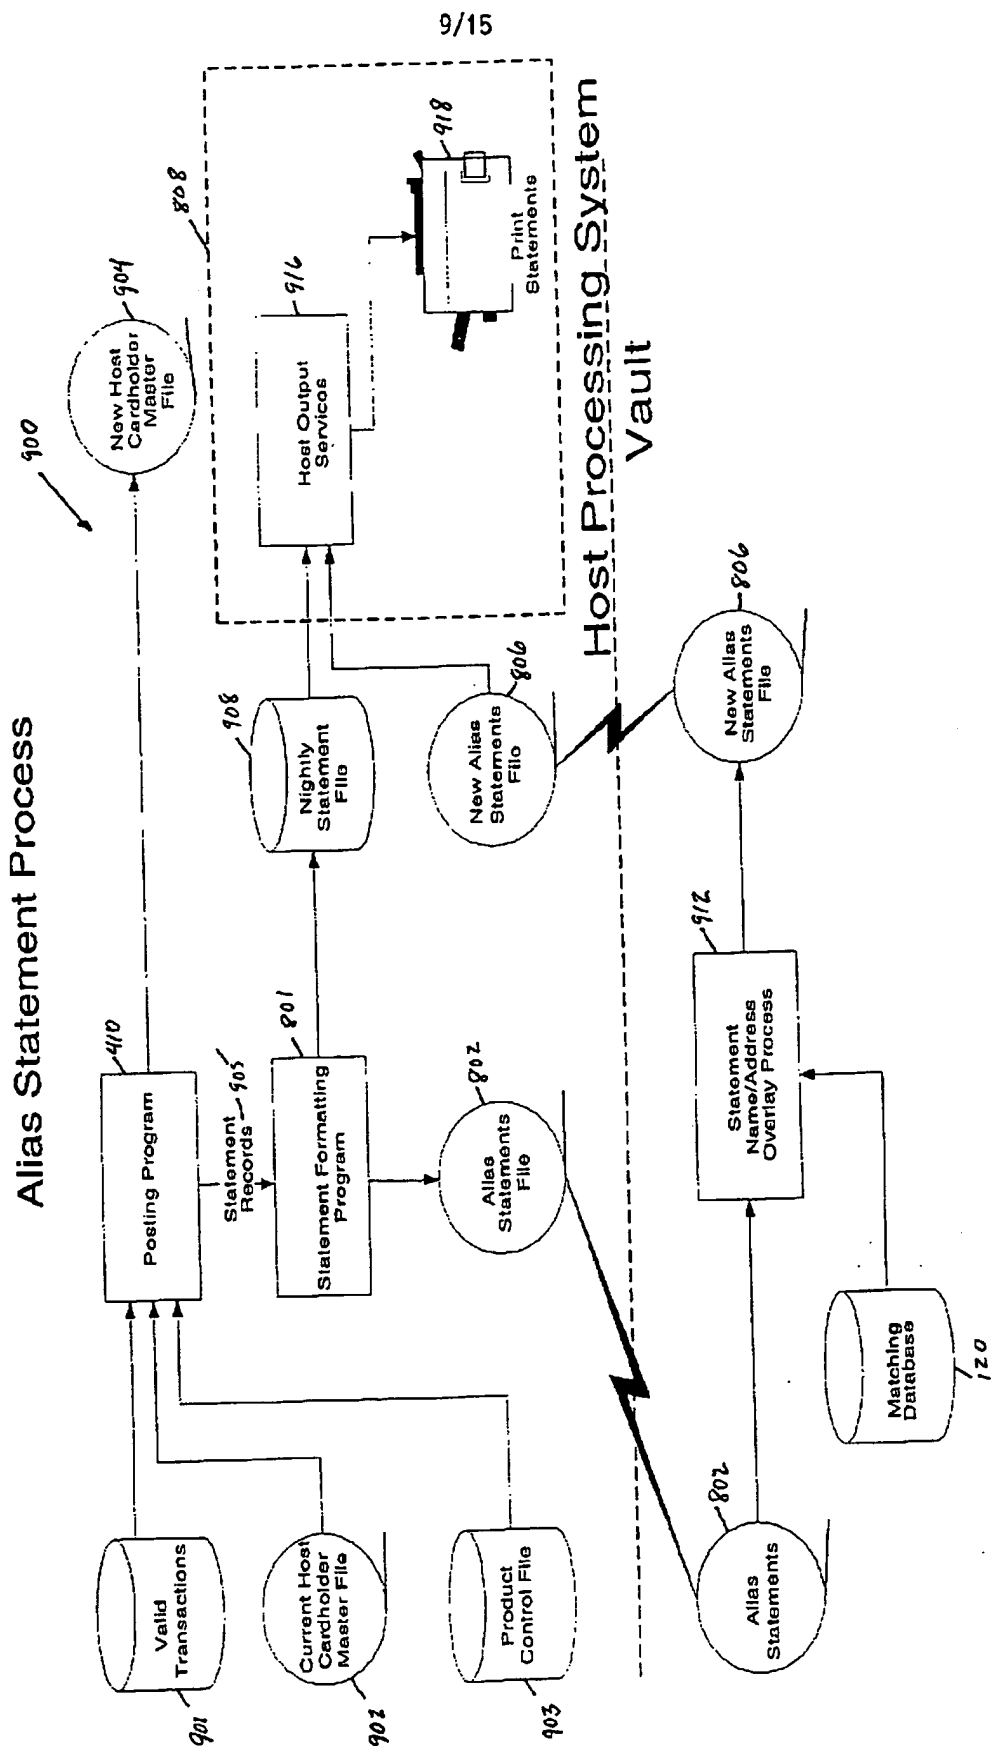 9/15
Alias Statement Process
900
Valid
Transactions
901
Current Host
Cardholder
Master File
902
Product
Control File
903
Posting Program
410
Statement
Records
905
Statement Formatting
Program
801
Alias
Statements
File
802
New Host
Cardholder
Master
File
904
Nightly
Statement
File
908
New Alias
Statements
File
806
808
Host Output
Services
916
Print
Statements
918
Host Processing System
Vault
Alias
Statements
802
Matching
Database
120
Statement
Name/Address
Overlay Process
912
New Alias
Statements
File
806